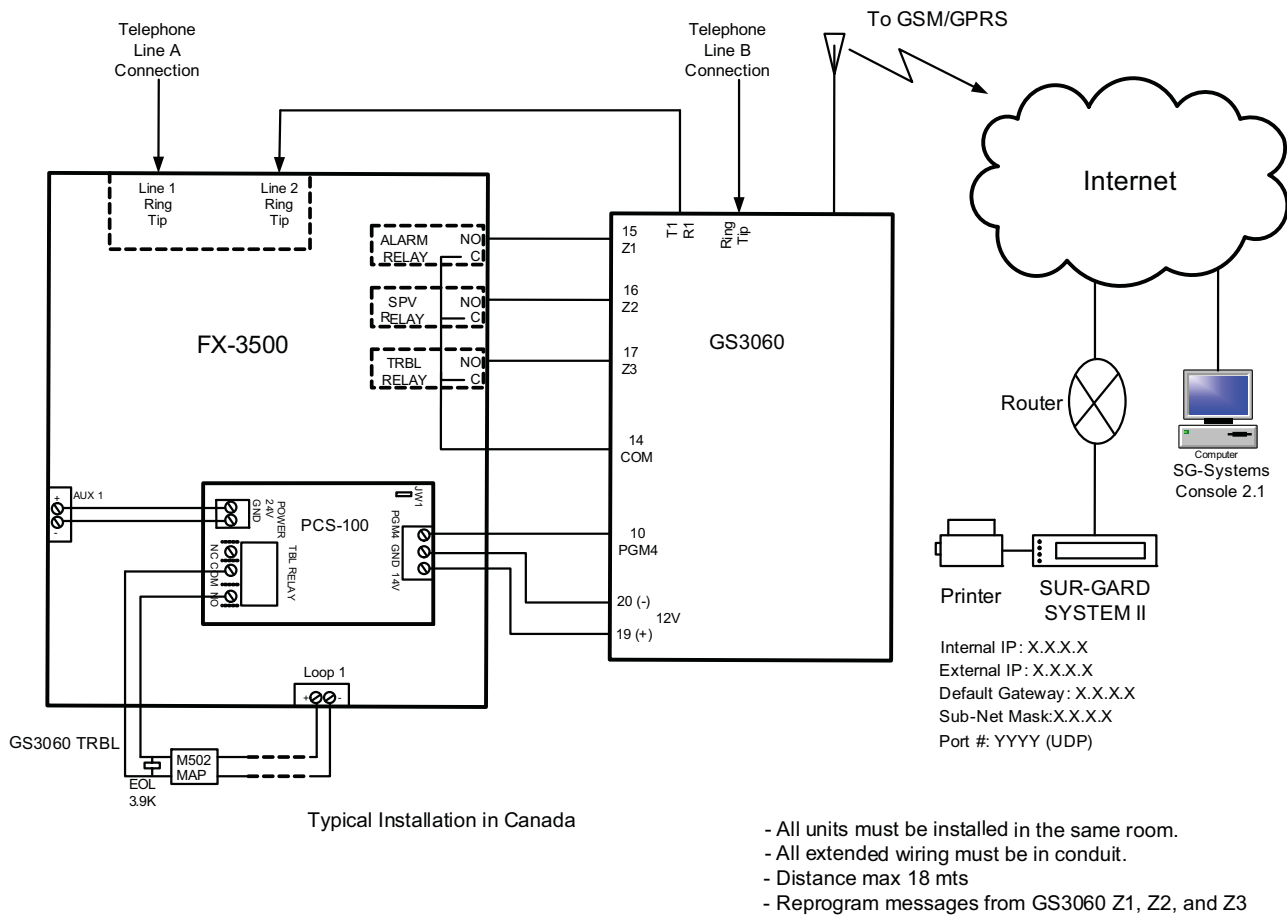 Telephone
Line A
Connection
Telephone
Line B
Connection
To GSM/GPRS
Internet
Line 1
Ring
Tip
Line 2
Ring
Tip
T1
R1
Ring
Tip
ALARM
RELAY
NO
C
15
Z1
SPV
RELAY
NO
C
16
Z2
FX-3500
GS3060
TRBL
RELAY
NO
C
17
Z3
Router
14
COM
Computer
SG-Systems
Console 2.1
AUX 1
+
-
POWER
24V
GND
PCS-100
JW1
PGM4 GND 14V
TBL RELAY
NC COM NO
10
PGM4
20 (-)
12V
19 (+)
Printer
SUR-GARD
SYSTEM II
Internal IP: X.X.X.X
External IP: X.X.X.X
Default Gateway: X.X.X.X
Sub-Net Mask:X.X.X.X
Port #: YYYY (UDP)
Loop 1
+
-
GS3060 TRBL
M502
MAP
EOL
3.9K
Typical Installation in Canada
- All units must be installed in the same room.
- All extended wiring must be in conduit.
- Distance max 18 mts
- Reprogram messages from GS3060 Z1, Z2, and Z3